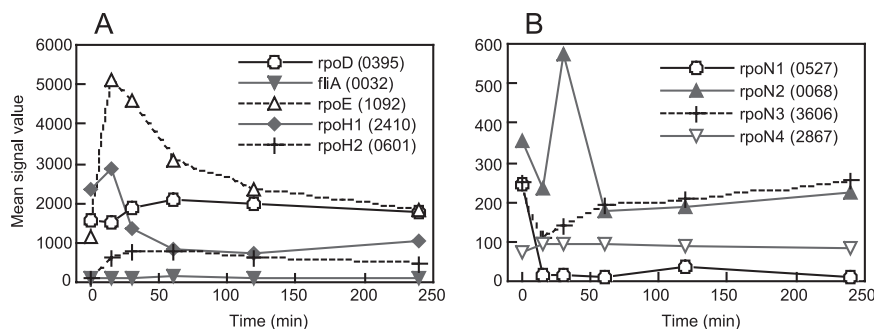 A
Mean signal value
6000
5000
4000
3000
2000
1000
0
rpoD (0395)
fliA (0032)
rpoE (1092)
rpoH1 (2410)
rpoH2 (0601)
0 50 100 150 200 250
Time (min)
B
600
500
400
300
200
100
0
rpoN1 (0527)
rpoN2 (0068)
rpoN3 (3606)
rpoN4 (2867)
0 50 100 150 200 250
Time (min)